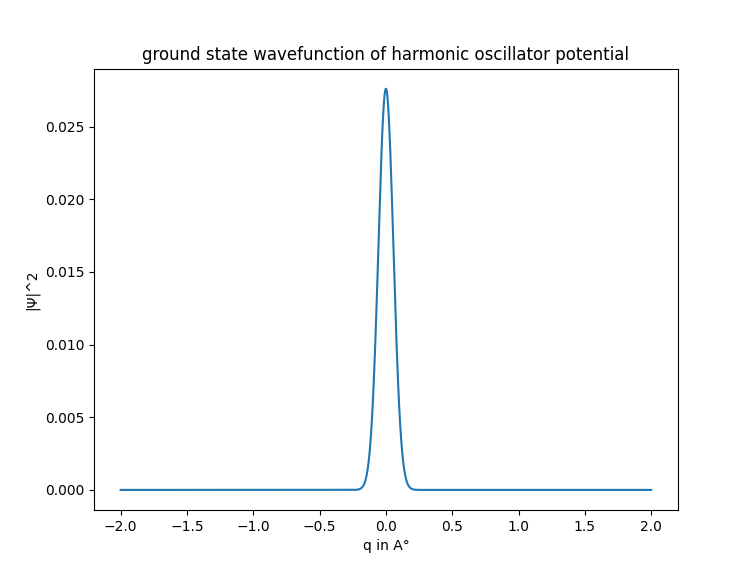 ground state wavefunction of harmonic oscillator potential
|Ψ|^2
0.025
0.020
0.015
0.010
0.005
0.000
−2.0 −1.5 −1.0 −0.5 0.0 0.5 1.0 1.5 2.0
q in A°